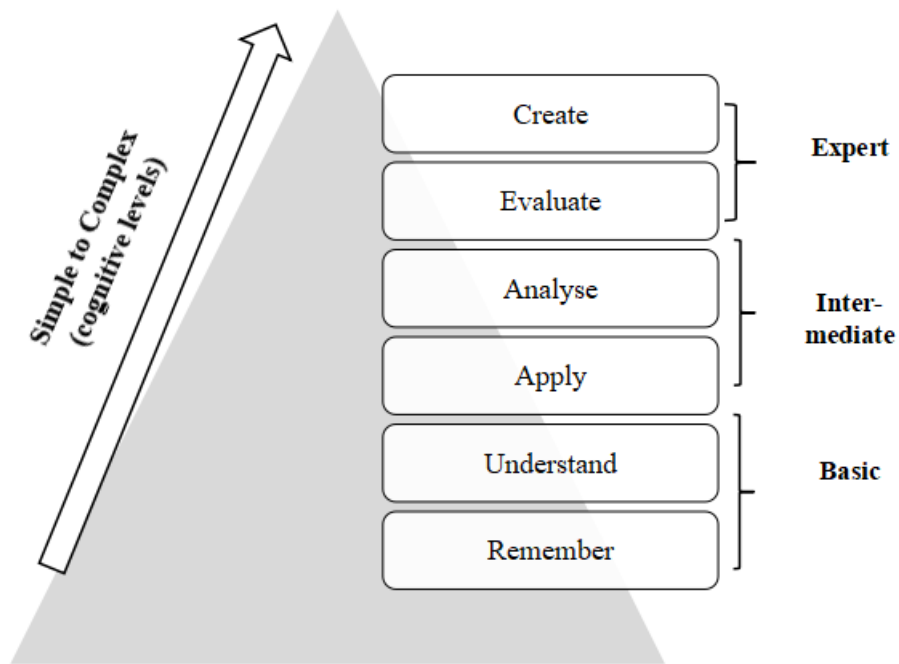 Simple to Complex
(cognitive levels)
Create
Evaluate
Expert
Analyse
Apply
Inter-
mediate
Understand
Remember
Basic